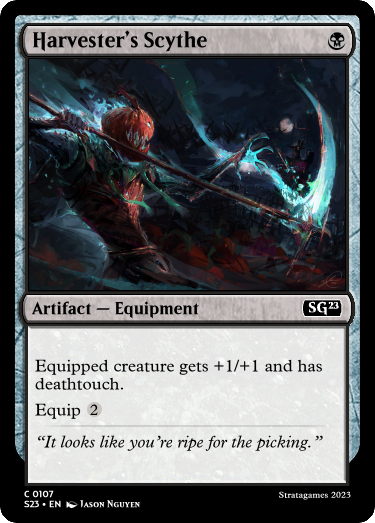 Harvester's Scythe
Artifact — Equipment
SG23
Equipped creature gets +1/+1 and has
deathtouch.
Equip 2
“It looks like you’re ripe for the picking.”
C 0107
Stratagames 2023
S23 • EN Jason Nguyen